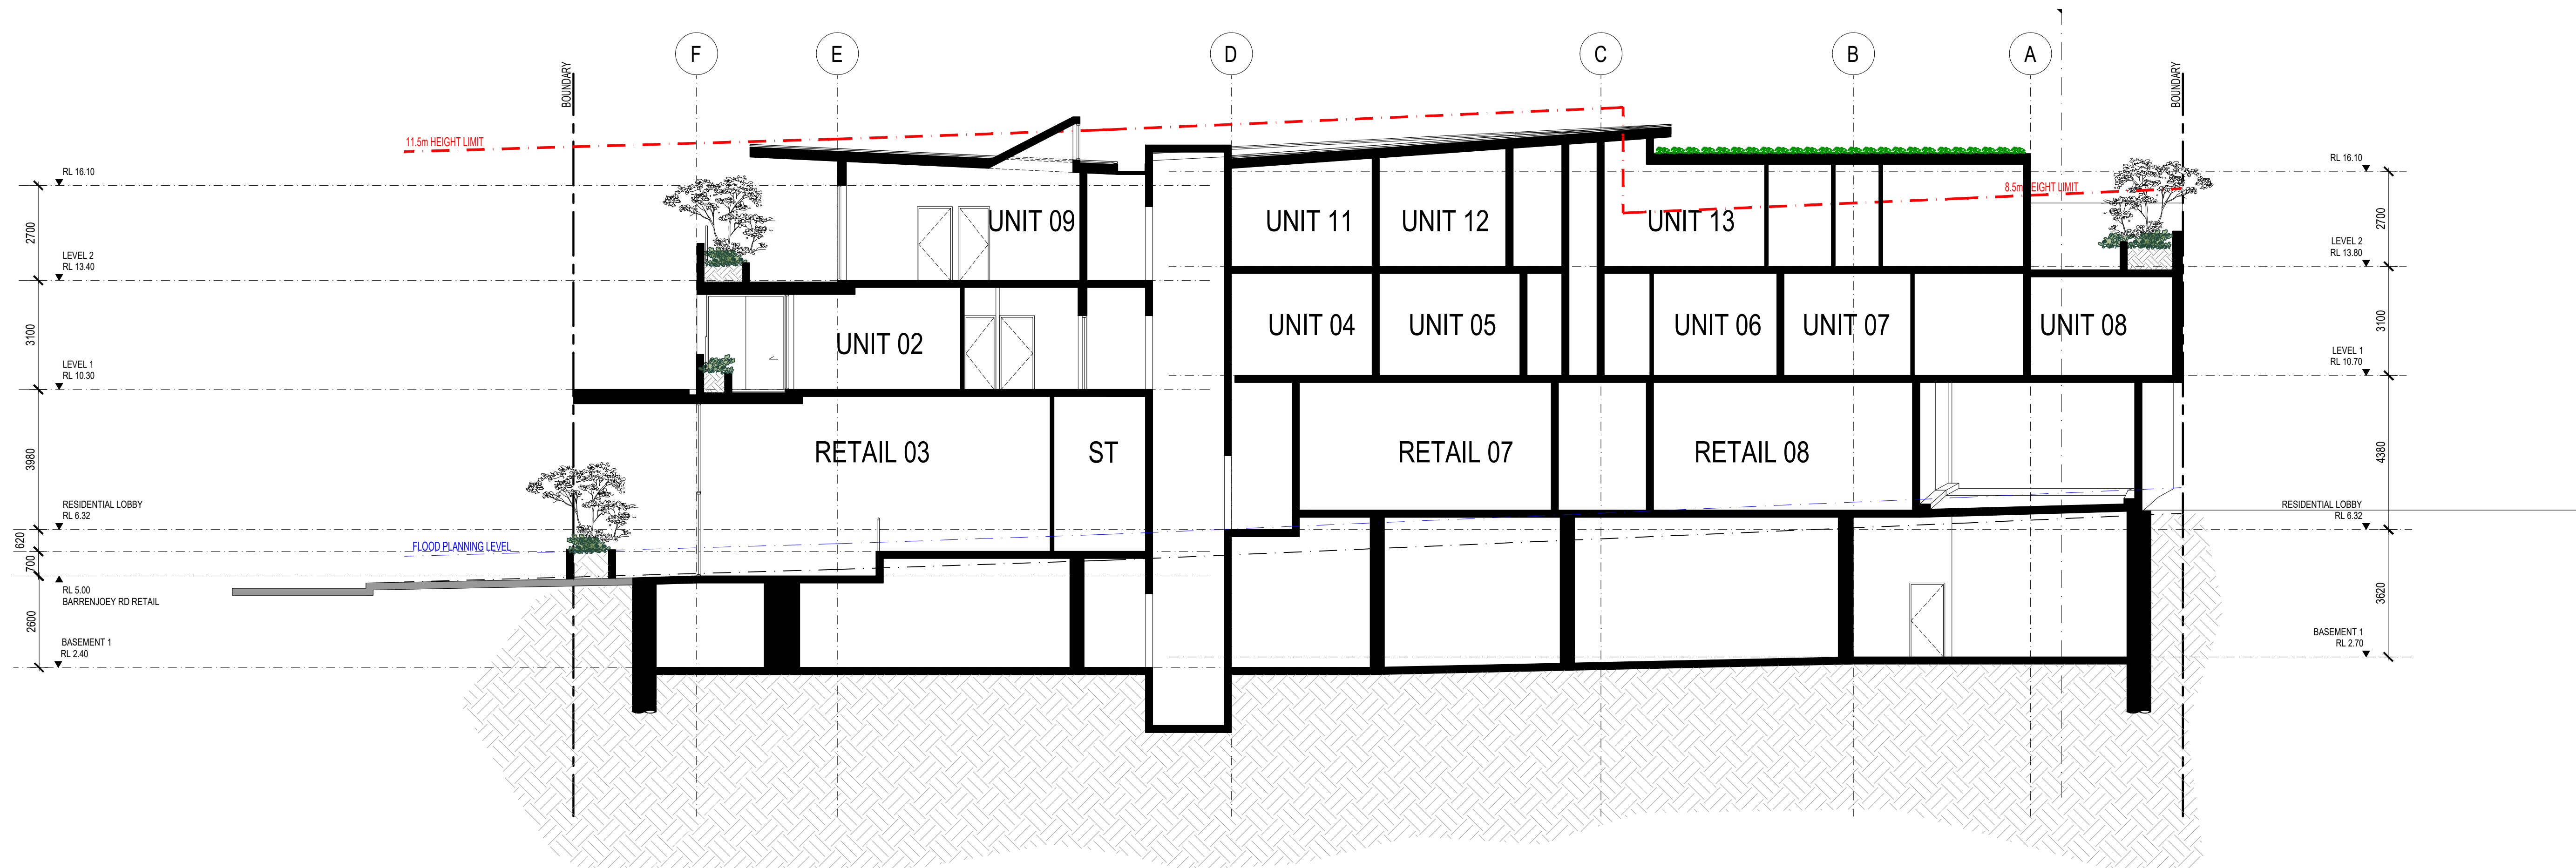 F
E
D
C
B
A
BOUNDARY
BOUNDARY
11.5m HEIGHT LIMIT
8.5m HEIGHT LIMIT
RL 16.10
2700
LEVEL 2
RL 13.40
3100
LEVEL 1
RL 10.30
3980
RESIDENTIAL LOBBY
RL 6.32
620
700
FLOOD PLANNING LEVEL
RL 5.00
BARRENJOEY RD RETAIL
2600
BASEMENT 1
RL 2.40
UNIT 09
UNIT 11
UNIT 12
UNIT 13
UNIT 02
UNIT 04
UNIT 05
UNIT 06
UNIT 07
UNIT 08
RETAIL 03
ST
RETAIL 07
RETAIL 08
RL 16.10
2700
LEVEL 2
RL 13.80
3100
LEVEL 1
RL 10.70
4380
RESIDENTIAL LOBBY
RL 6.32
3620
BASEMENT 1
RL 2.70